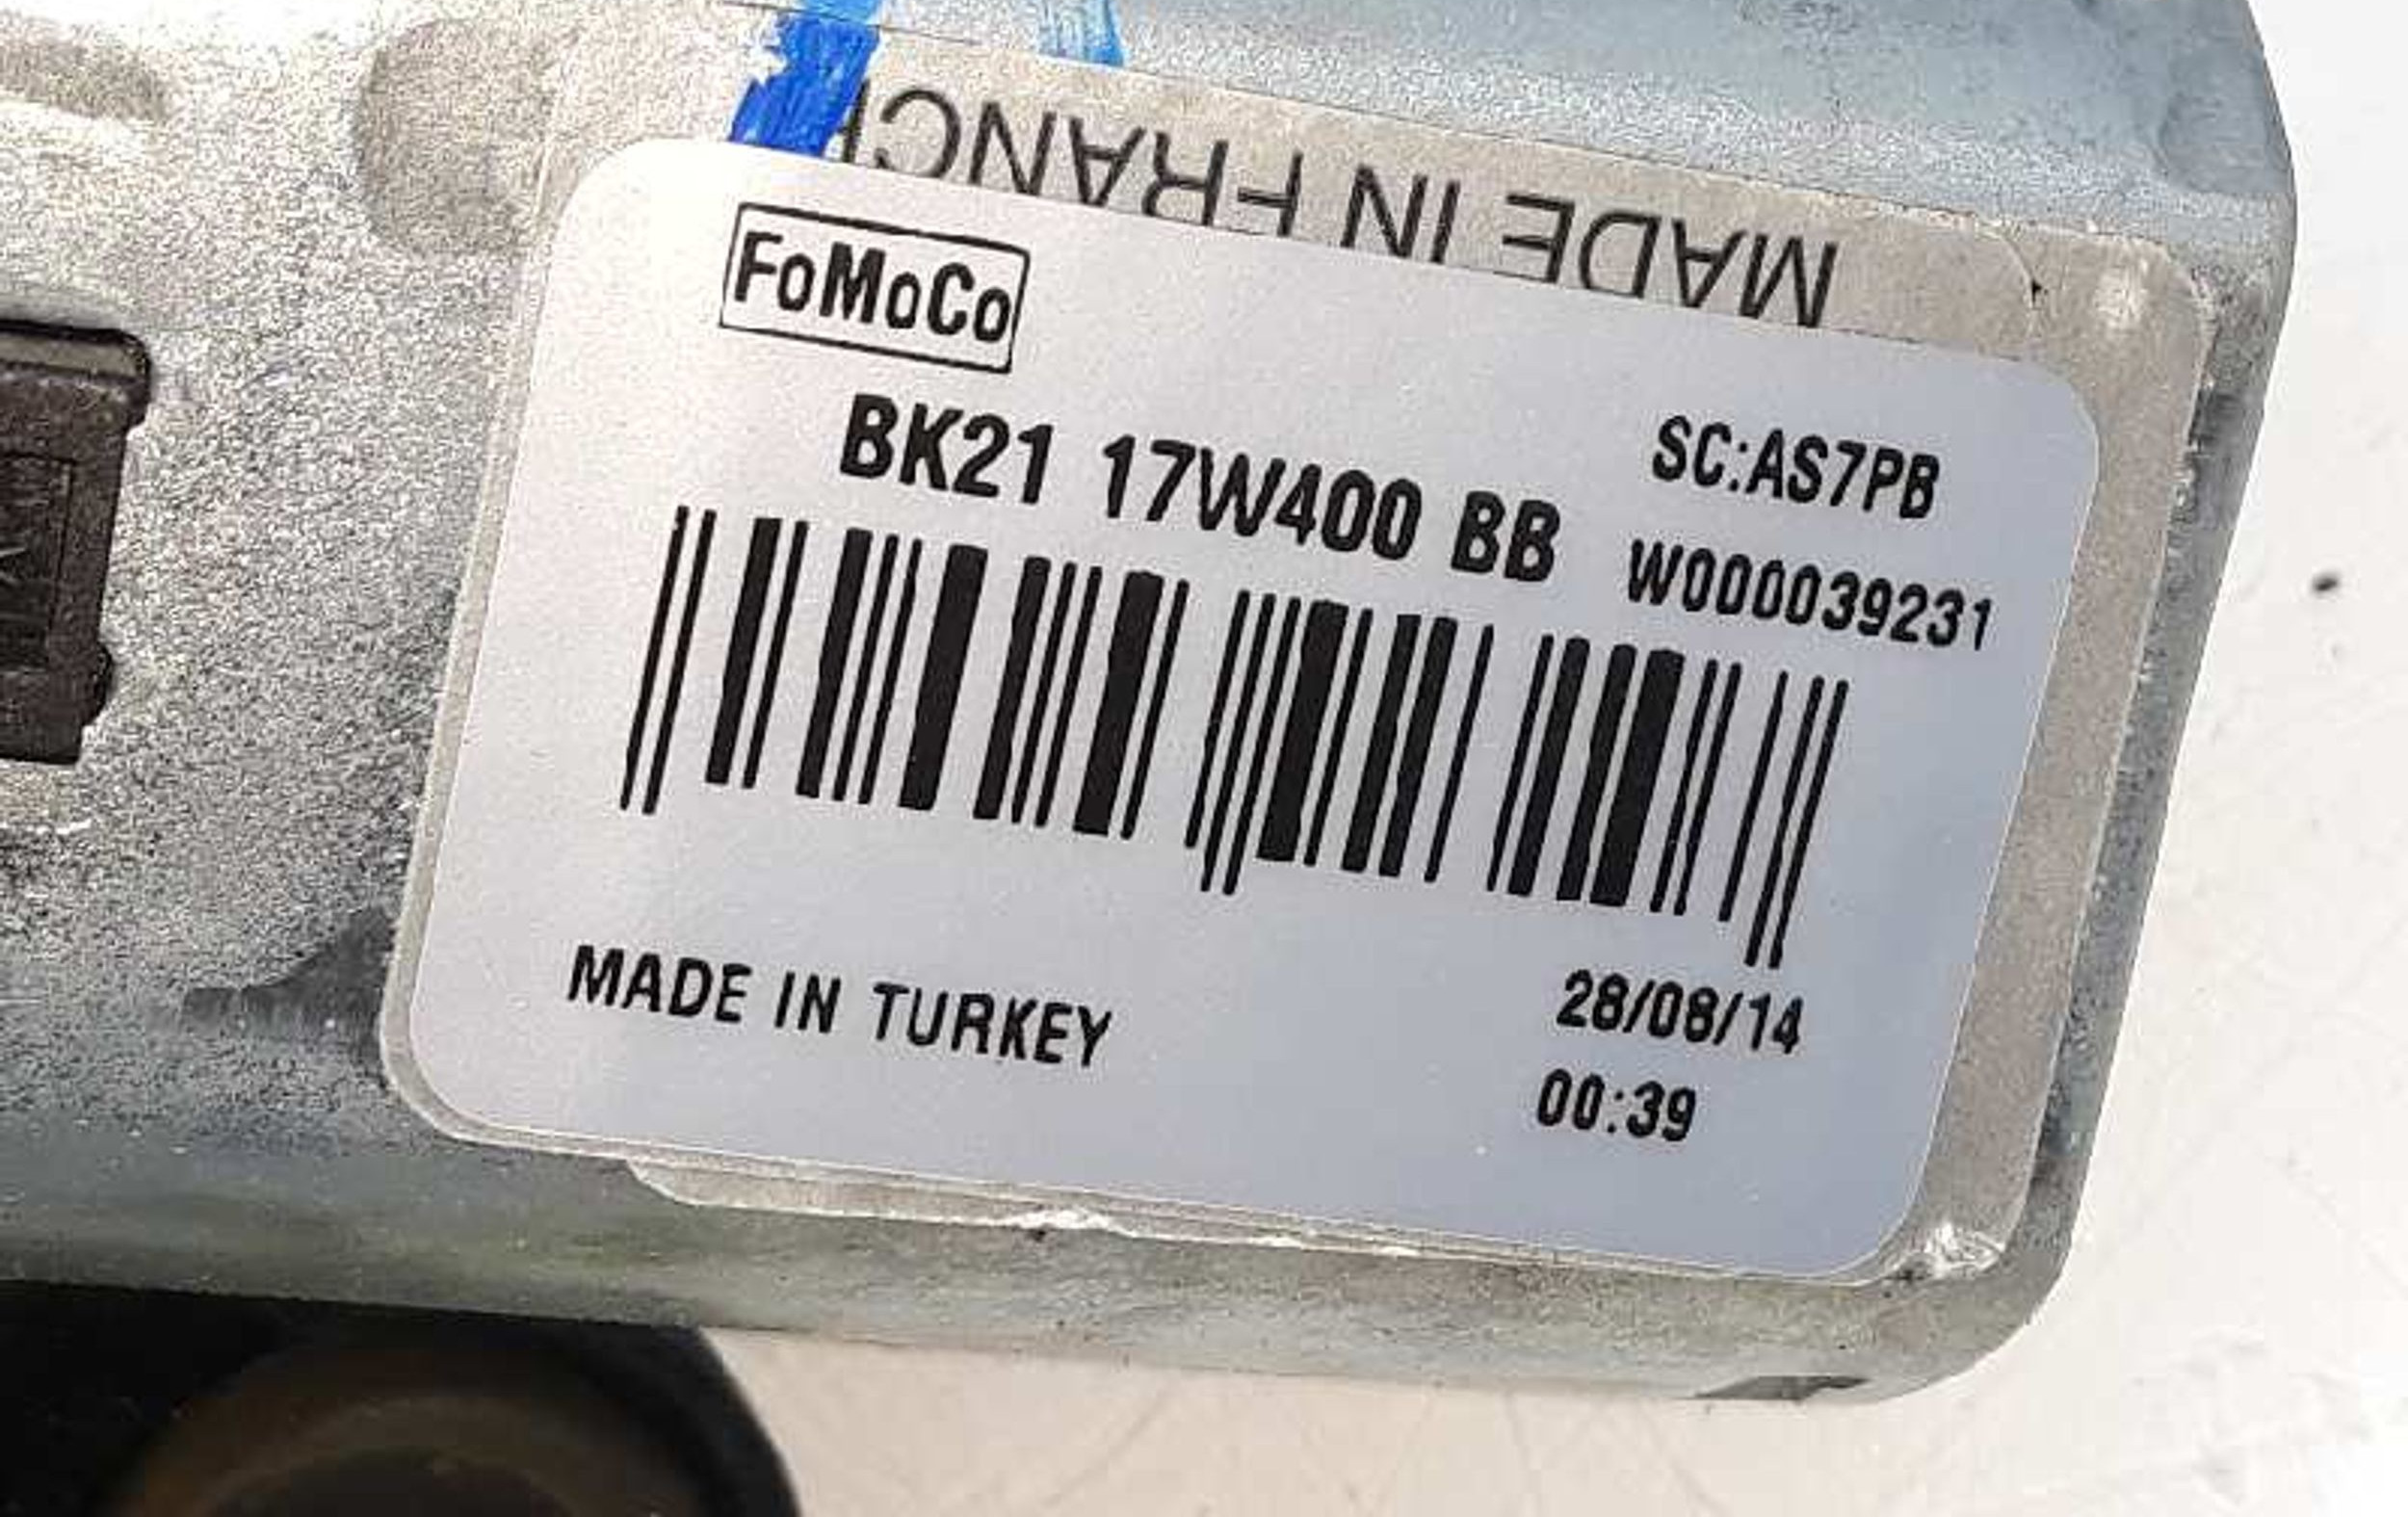 MADE IN FRANCE
FoMoCo
SC:AS7PB
BK21 17W400 BB
W000039231
MADE IN TURKEY
28/08/14
00:39